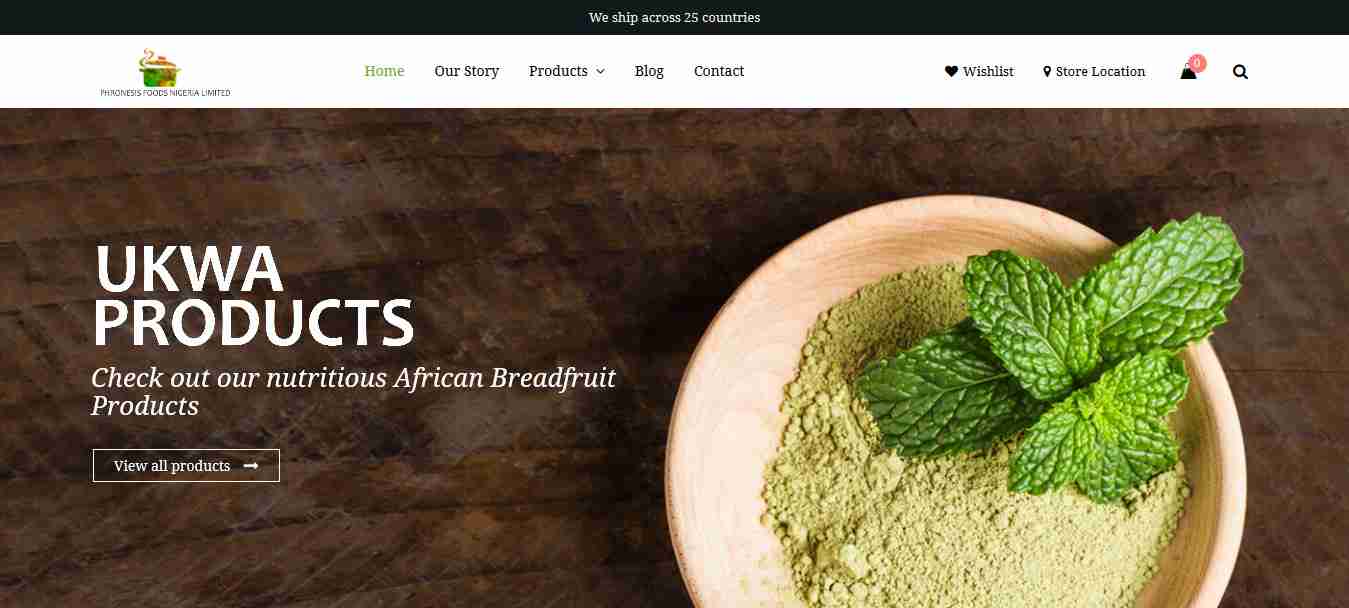 We ship across 25 countries
PHRONESIS FOODS NIGERIA LIMITED
Home Our Story Products Blog Contact Wishlist Store Location 0
UKWA
PRODUCTS
Check out our nutritious African Breadfruit
Products
View all products